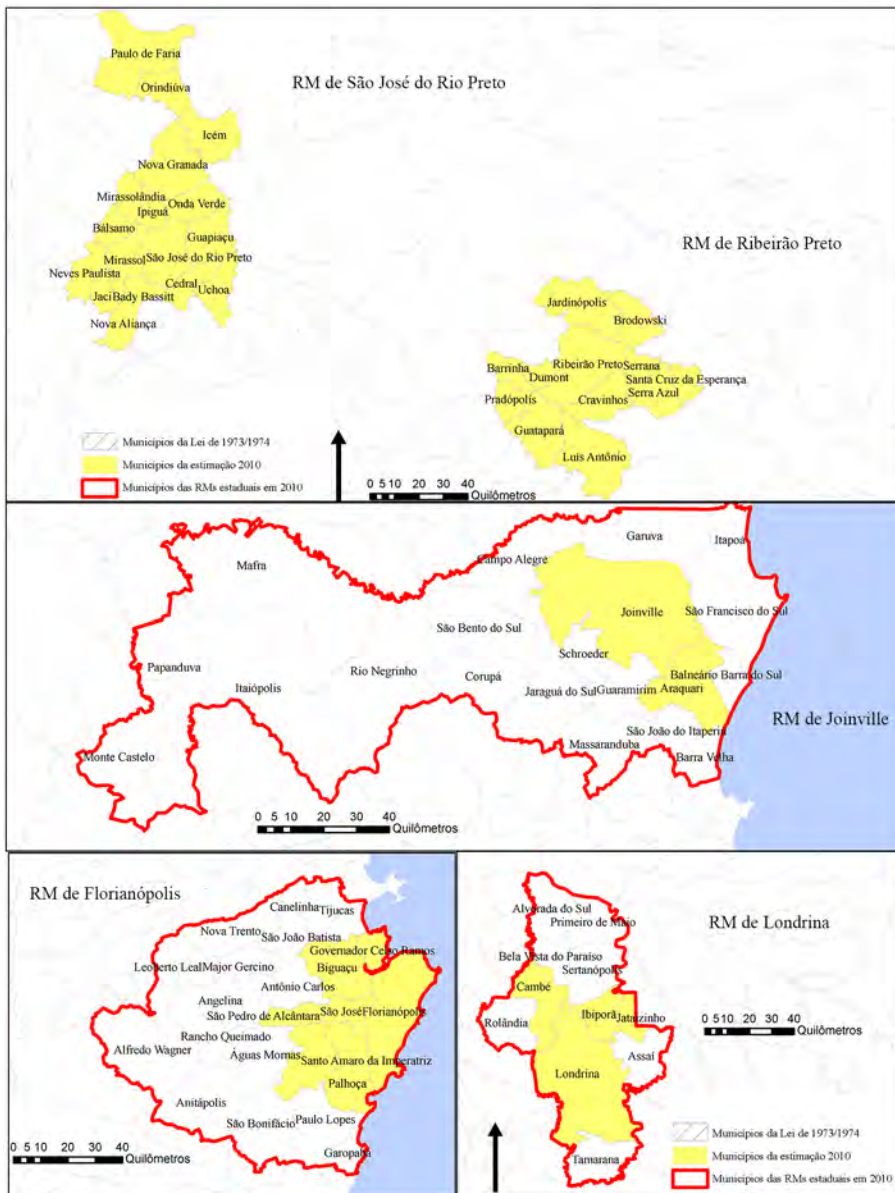 Paulo de Faria
Orindiúva
RM de São José do Rio Preto
Icém
Nova Granada
Mirassolândia
Onda Verde
Ipiguá
Bálsamo
Guapiaçu
Mirassol
São José do Rio Preto
Neves Paulista
Cedral
Uchoa
Jaci
Bady Bassitt
Nova Aliança
RM de Ribeirão Preto
Jardinópolis
Brodowski
Barrinha
Ribeirão Preto
Serrana
Dumont
Santa Cruz da Esperança
Serra Azul
Pradópolis
Cravinhos
Guatapará
Luís Antônio
Municípios da Lei de 1973/1974
Municípios da estimação 2010
Municípios das RMs estaduais em 2010
0 5 10 20 30 40
Quilômetros
Garuva
Itapoá
Campo Alegre
Mafra
Joinville
São Francisco do Sul
São Bento do Sul
Schroeder
Papanduva
Rio Negrinho
Corupá
Balneário Barra do Sul
Itaiópolis
Jaraguá do Sul
Guaramirim
Araquari
RM de Joinville
São João do Itaperiú
Massaranduba
Barra Velha
Monte Castelo
0 5 10 20 30 40
Quilômetros
RM de Florianópolis
Canelinha
Tijucas
Nova Trento
São João Batista
Governador Celso Ramos
Leoberto Leal
Major Gercino
Biguaçu
Antônio Carlos
Angelina
São Pedro de Alcântara
São José
Florianópolis
Rancho Queimado
Alfredo Wagner
Águas Mornas
Santo Amaro da Imperatriz
Palhoça
Anitápolis
São Bonifácio
Paulo Lopes
Garopaba
0 5 10 20 30 40
Quilômetros
RM de Londrina
Alvorada do Sul
Primeiro de Maio
Bela Vista do Paraíso
Sertanópolis
Cambé
Ibiporã
Jataizinho
Rolândia
Assaí
Londrina
Tamarana
0 5 10 20 30 40
Quilômetros
Municípios da Lei de 1973/1974
Municípios da estimação 2010
Municípios das RMs estaduais em 2010